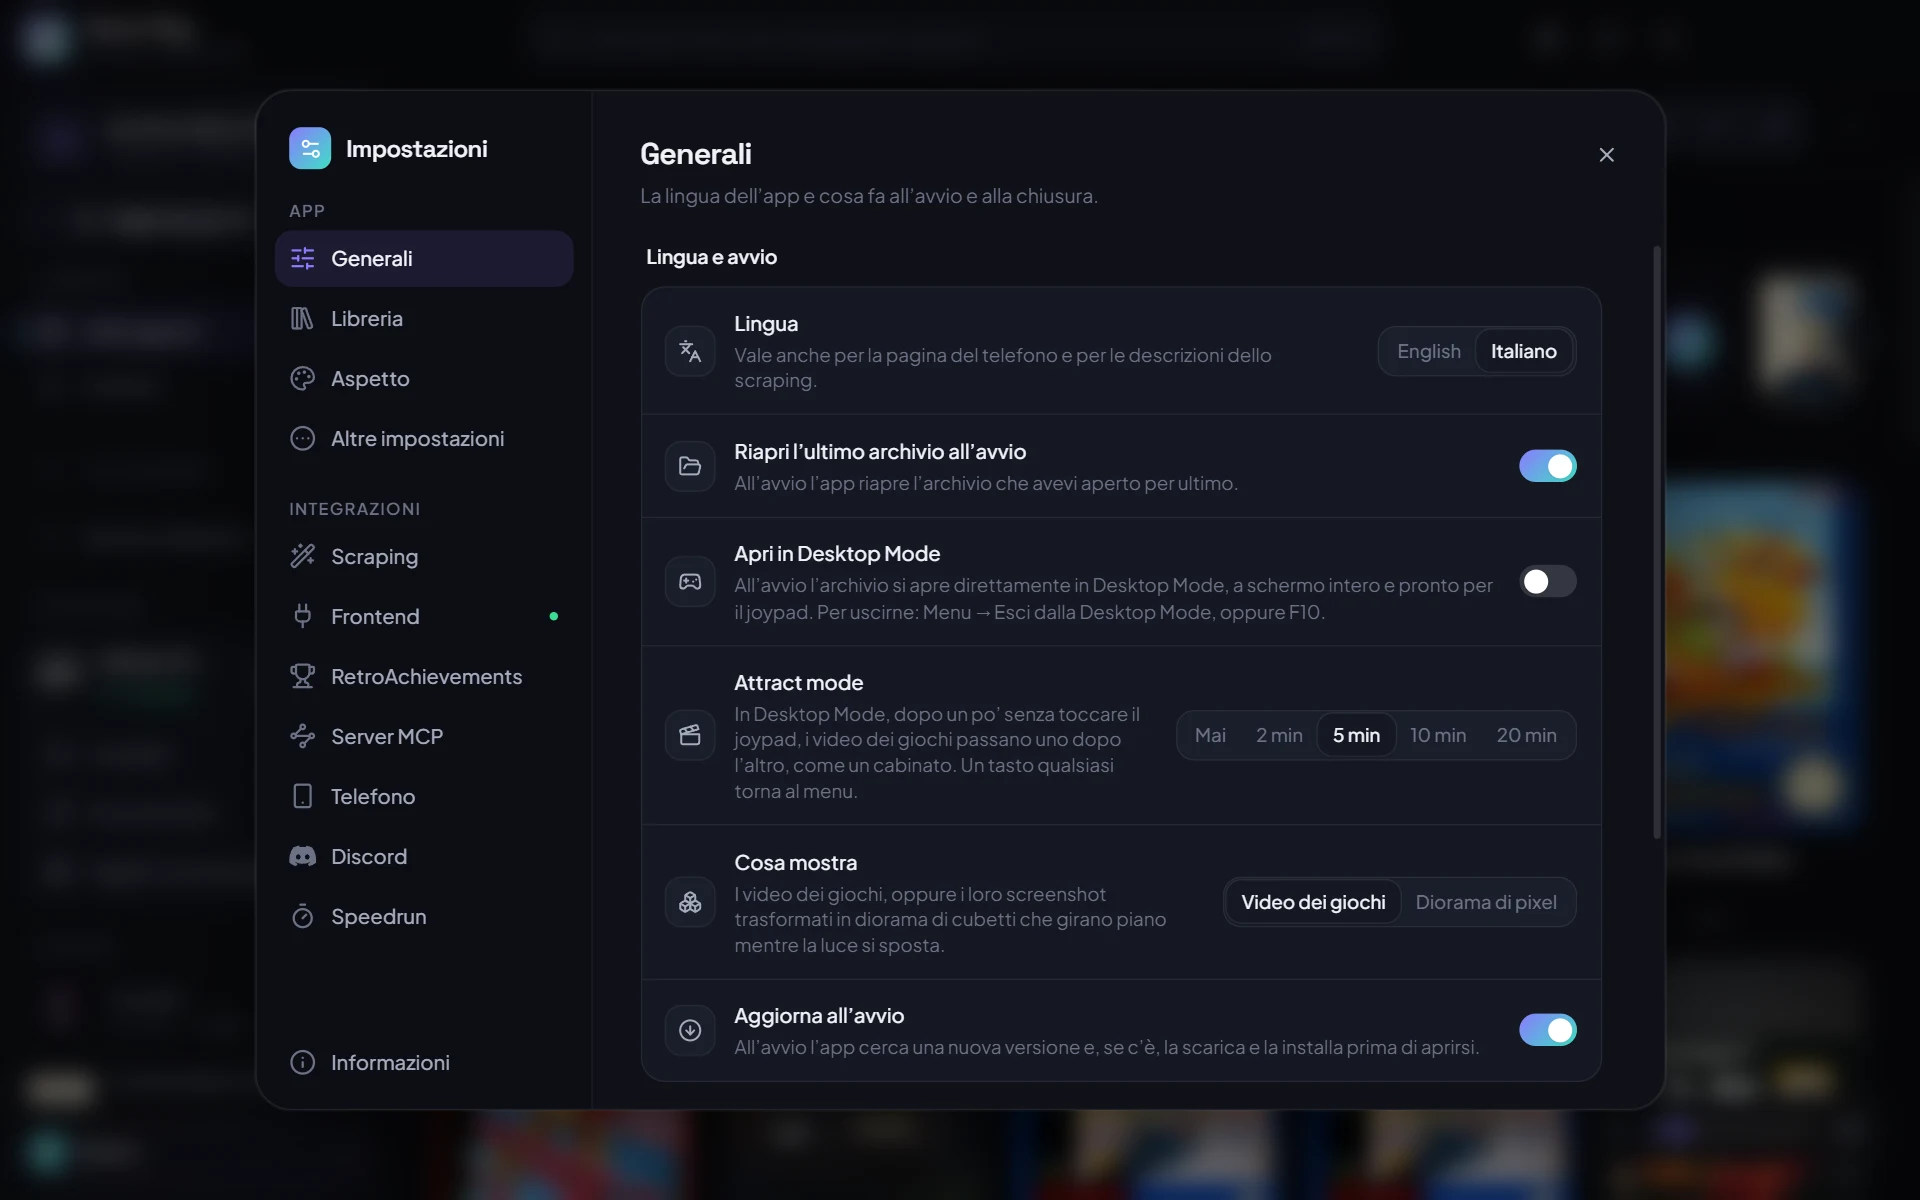 Impostazioni
APP
Generali
Libreria
Aspetto
Altre impostazioni
INTEGRAZIONI
Scraping
Frontend
RetroAchievements
Server MCP
Telefono
Discord
Speedrun
Informazioni
Generali
La lingua dell’app e cosa fa all’avvio e alla chiusura.
Lingua e avvio
Lingua
Vale anche per la pagina del telefono e per le descrizioni dello
scraping.
English Italiano
Riapri l’ultimo archivio all’avvio
All’avvio l’app riapre l’archivio che avevi aperto per ultimo.
Apri in Desktop Mode
All’avvio l’archivio si apre direttamente in Desktop Mode, a schermo intero e pronto per
il joypad. Per uscirne: Menu → Esci dalla Desktop Mode, oppure F10.
Attract mode
In Desktop Mode, dopo un po’ senza toccare il
joypad, i video dei giochi passano uno dopo
l’altro, come un cabinato. Un tasto qualsiasi
torna al menu.
Mai 2 min 5 min 10 min 20 min
Cosa mostra
I video dei giochi, oppure i loro screenshot
trasformati in diorama di cubetti che girano piano
mentre la luce si sposta.
Video dei giochi Diorama di pixel
Aggiorna all’avvio
All’avvio l’app cerca una nuova versione e, se c’è, la scarica e la installa prima di aprirsi.